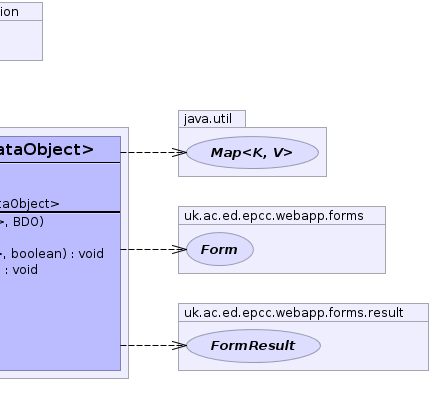 ion
java.util
Map<K, V>
ataObject>
ataObject>
>, BDO)
>, boolean) : void
: void
uk.ac.ed.epcc.webapp.forms
Form
uk.ac.ed.epcc.webapp.forms.result
FormResult